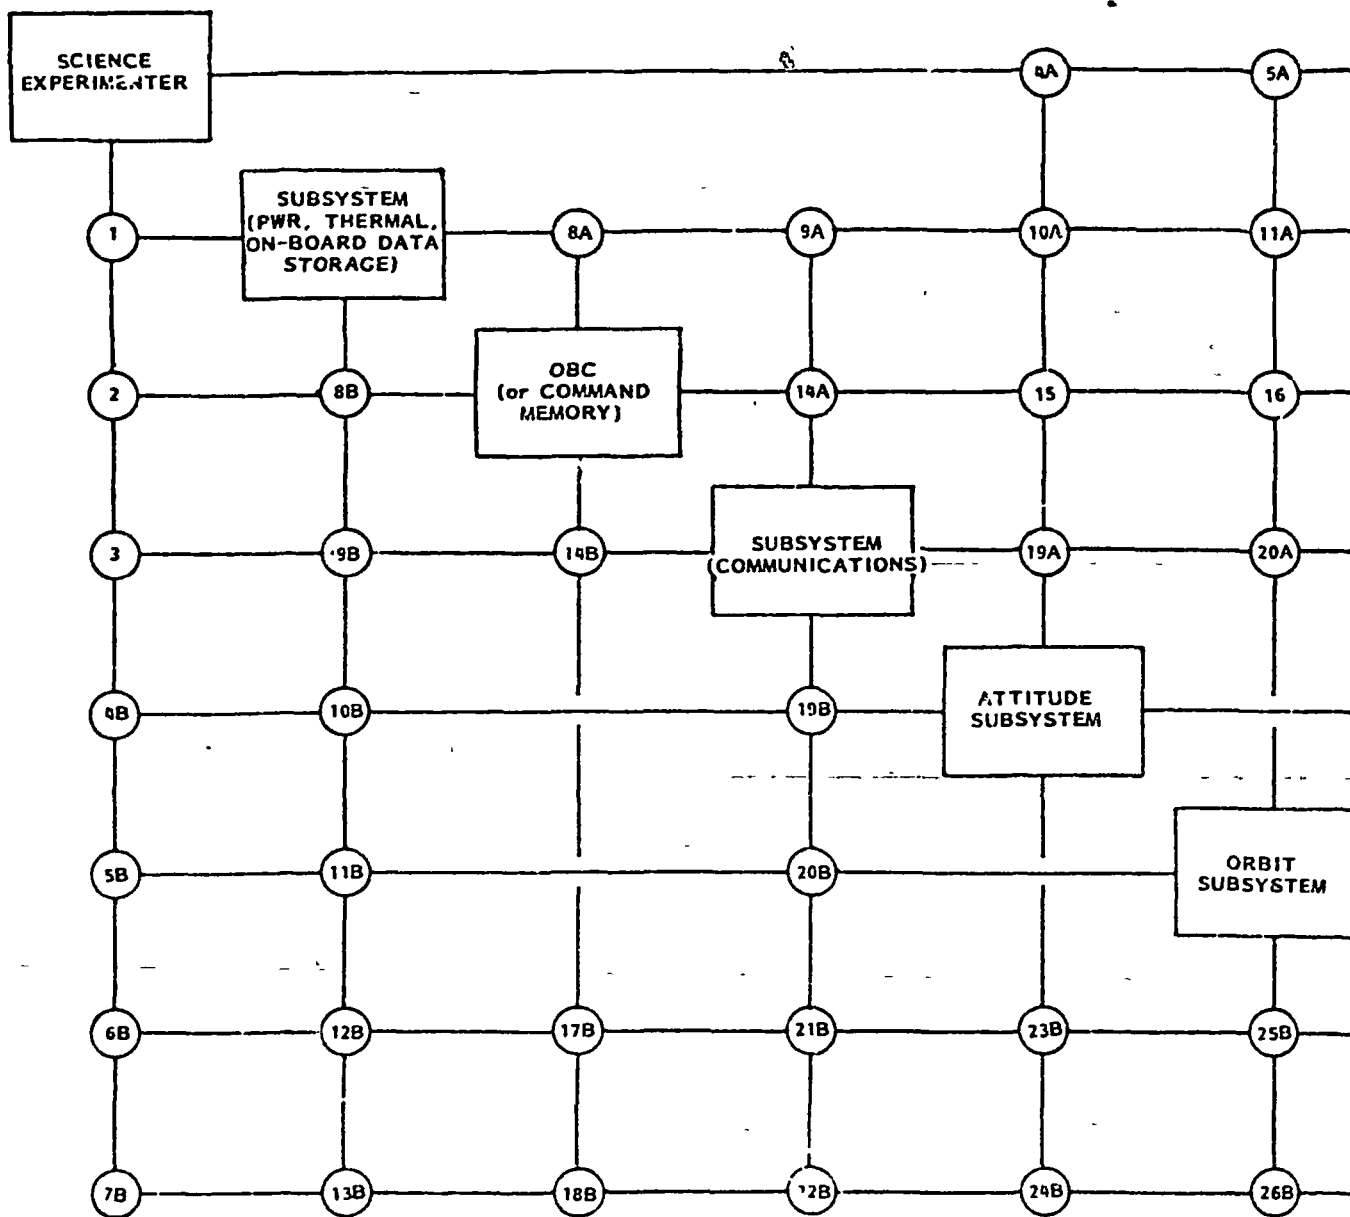 SCIENCE
EXPERIMENTER
4A
5A
SUBSYSTEM
(PWR, THERMAL,
ON-BOARD DATA
STORAGE)
1
8A
9A
10A
11A
OBC
(or COMMAND
MEMORY)
2
8B
14A
15
16
SUBSYSTEM
(COMMUNICATIONS)
3
9B
14B
19A
20A
ATTITUDE
SUBSYSTEM
4B
10B
19B
ORBIT
SUBSYSTEM
5B
11B
20B
6B
12B
17B
21B
23B
25B
7B
13B
18B
22B
24B
26B